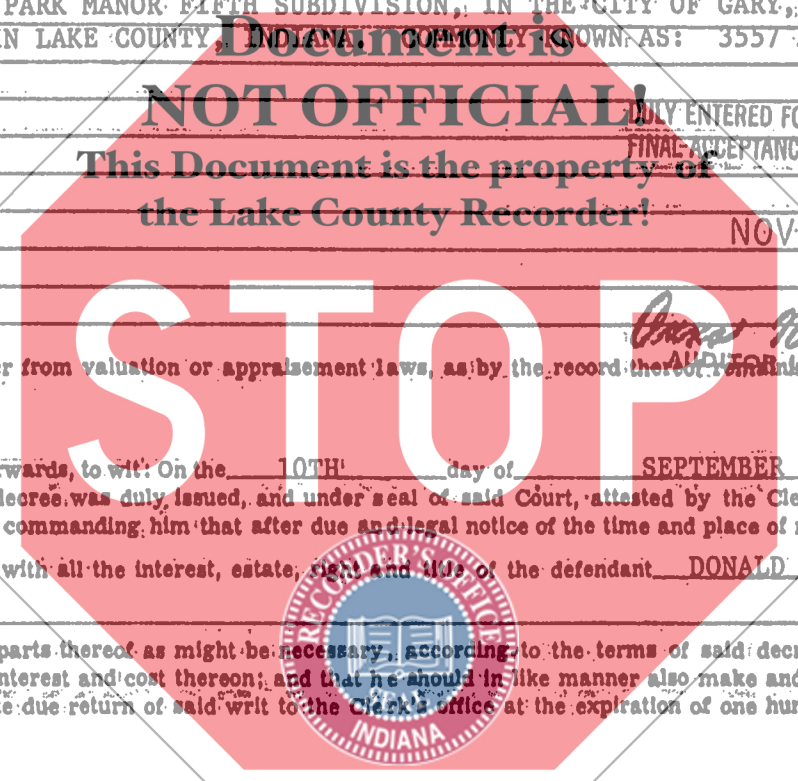 PARK MANOR FIFTH SUBDIVISION, IN THE CITY OF GARY,
IN LAKE COUNTY, INDIANA. COMMONLY KNOWN AS: 3557
Document is
NOT OFFICIAL!
This Document is the property of
the Lake County Recorder!
DULY ENTERED FO
FINAL ACCEPTANC
NOV
STOP
AUDITOR
r from valuation or appraisement laws, as by the record thereof remaini
rwards, to wit: On the 10TH day of SEPTEMBER
decree was duly issued, and under seal of said Court, attested by the Cle
commanding him that after due and legal notice of the time and place of
with all the interest, estate, right and title of the defendant DONALD
parts thereof as might be necessary, according to the terms of said decr
nterest and cost thereon; and that he should in like manner also make and
e due return of said writ to the Clerk's office at the expiration of one hun
RECORDER'S OFFICE
SEAL
INDIANA